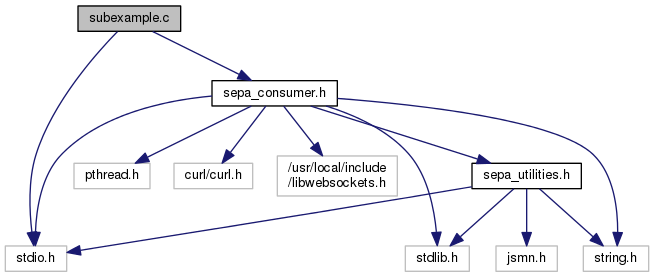 subexample.c
sepa_consumer.h
pthread.h
curl/curl.h
/usr/local/include
/libwebsockets.h
sepa_utilities.h
stdio.h
stdlib.h
jsmn.h
string.h